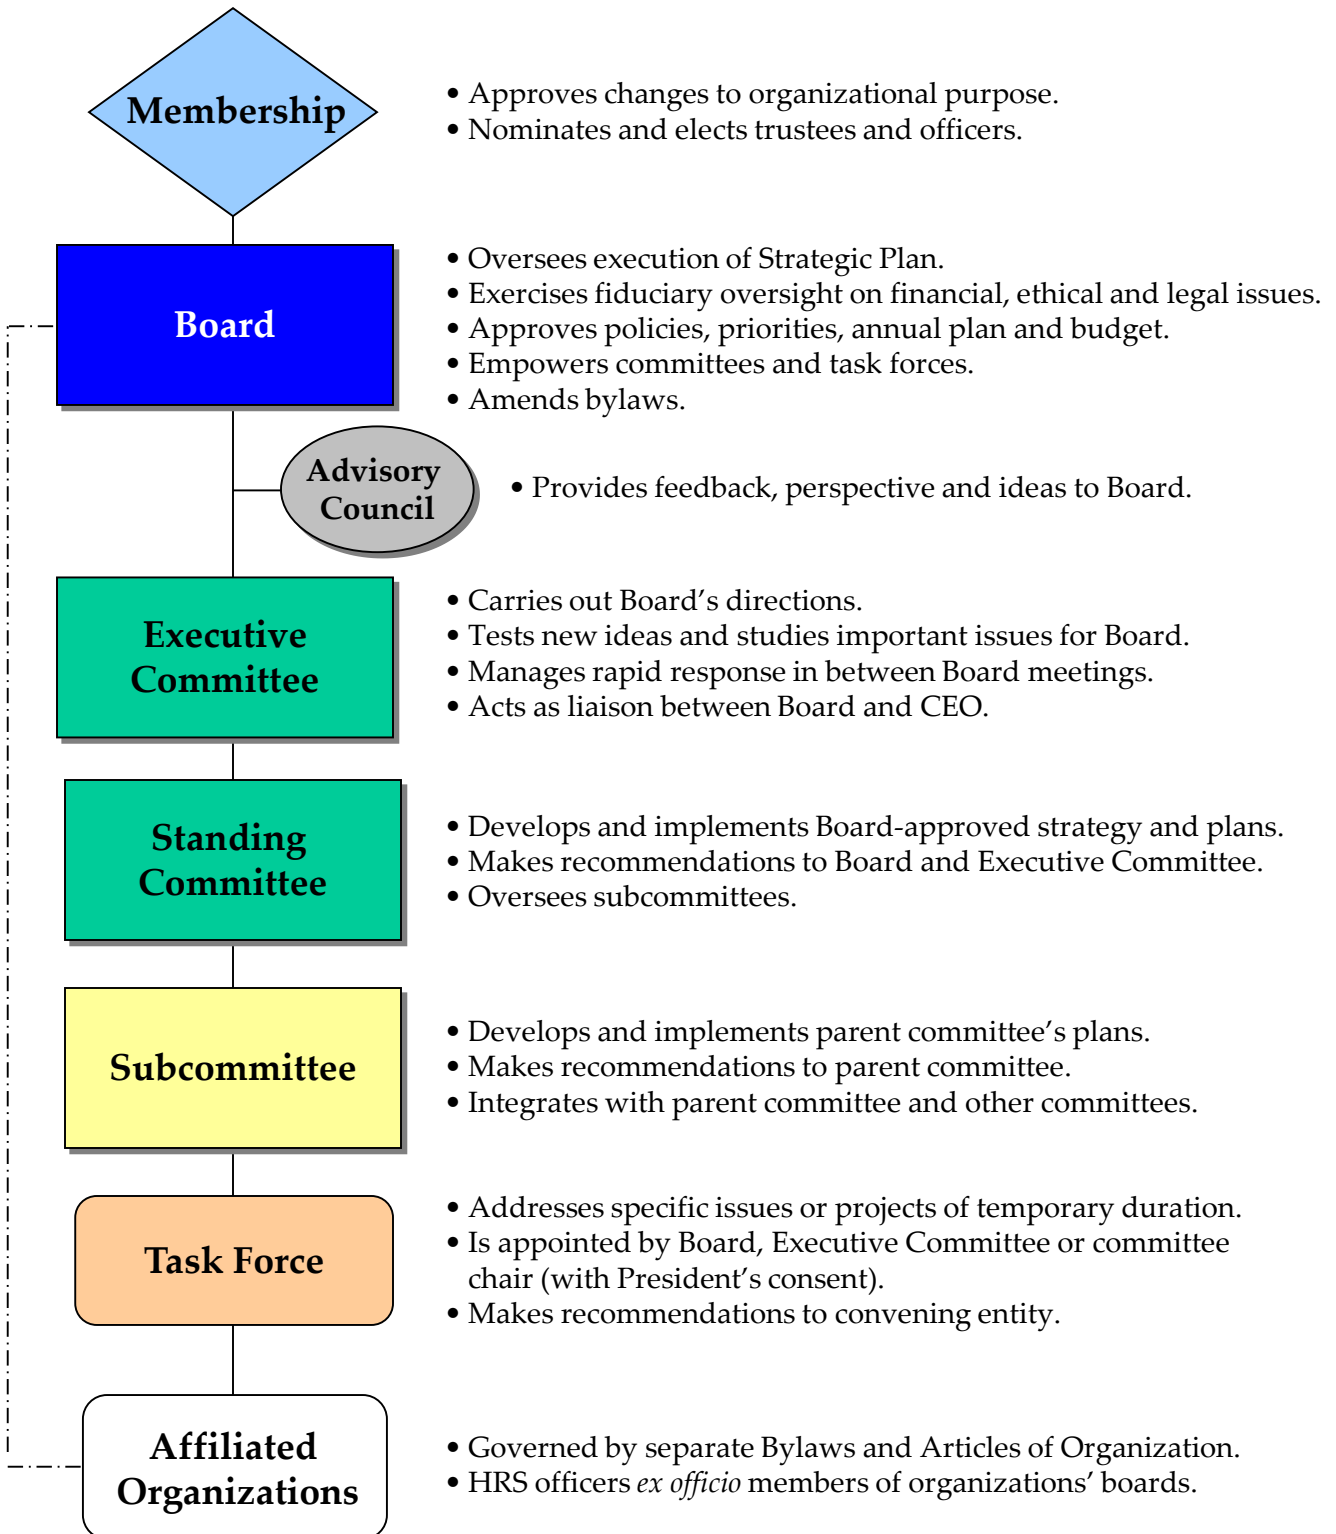 Membership
• Approves changes to organizational purpose.
• Nominates and elects trustees and officers.
Board
• Oversees execution of Strategic Plan.
• Exercises fiduciary oversight on financial, ethical and legal issues.
• Approves policies, priorities, annual plan and budget.
• Empowers committees and task forces.
• Amends bylaws.
Advisory
Council
• Provides feedback, perspective and ideas to Board.
Executive
Committee
• Carries out Board’s directions.
• Tests new ideas and studies important issues for Board.
• Manages rapid response in between Board meetings.
• Acts as liaison between Board and CEO.
Standing
Committee
• Develops and implements Board-approved strategy and plans.
• Makes recommendations to Board and Executive Committee.
• Oversees subcommittees.
Subcommittee
• Develops and implements parent committee’s plans.
• Makes recommendations to parent committee.
• Integrates with parent committee and other committees.
Task Force
• Addresses specific issues or projects of temporary duration.
• Is appointed by Board, Executive Committee or committee
chair (with President’s consent).
• Makes recommendations to convening entity.
Affiliated
Organizations
• Governed by separate Bylaws and Articles of Organization.
• HRS officers ex officio members of organizations’ boards.